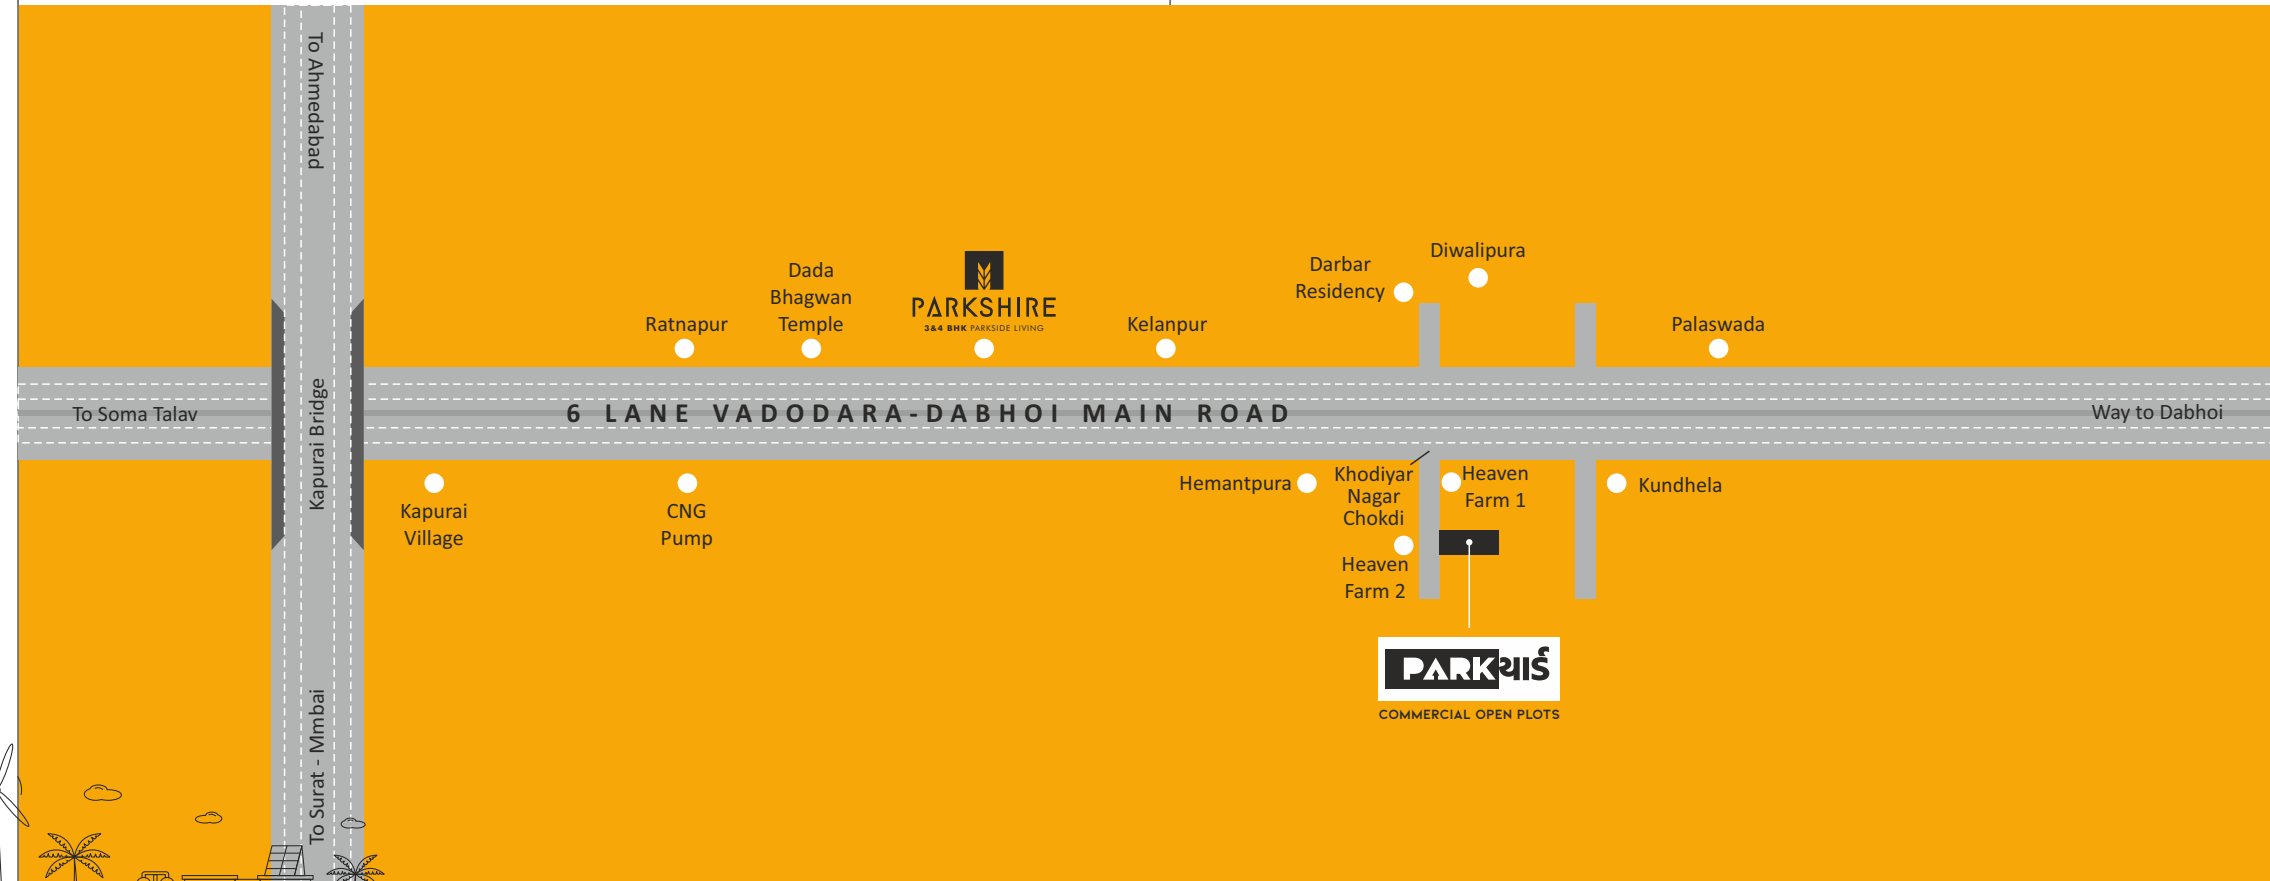 To Ahmedabad
Diwalipura
Darbar
Residency
Dada
Bhagwan
Temple
PARKSHIRE
3&4 BHK PARKSIDE LIVING
Ratnapur
Kelanpur
Palaswada
To Soma Talav
Kapurai Bridge
6 LANE VADODARA-DABHOI MAIN ROAD
Way to Dabhoi
Kapurai
Village
CNG
Pump
Hemantpura
Khodiyar
Nagar
Chokdi
Heaven
Farm 1
Kundhela
Heaven
Farm 2
PARKયાર્ડ
COMMERCIAL OPEN PLOTS
To Surat - Mmbai